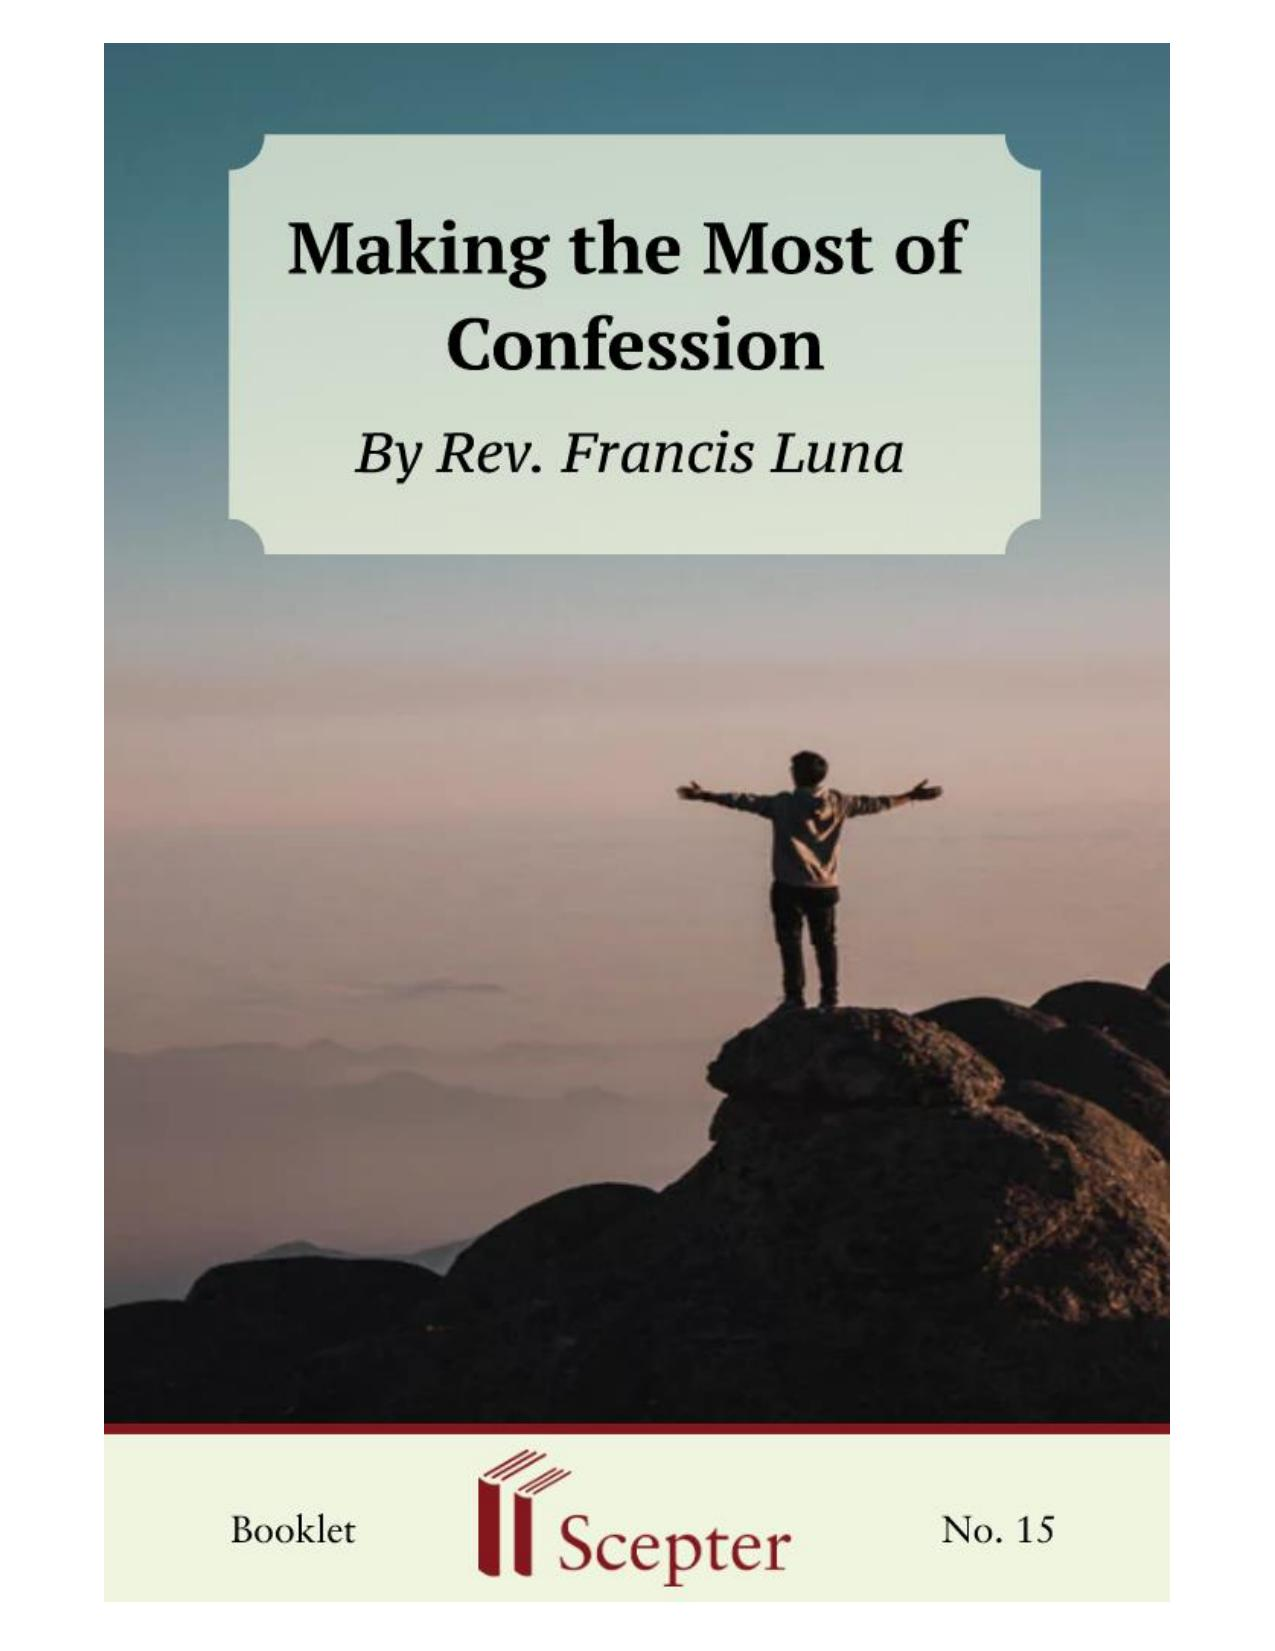 Making the Most of
Confession
By Rev. Francis Luna
Booklet
Scepter
No. 15